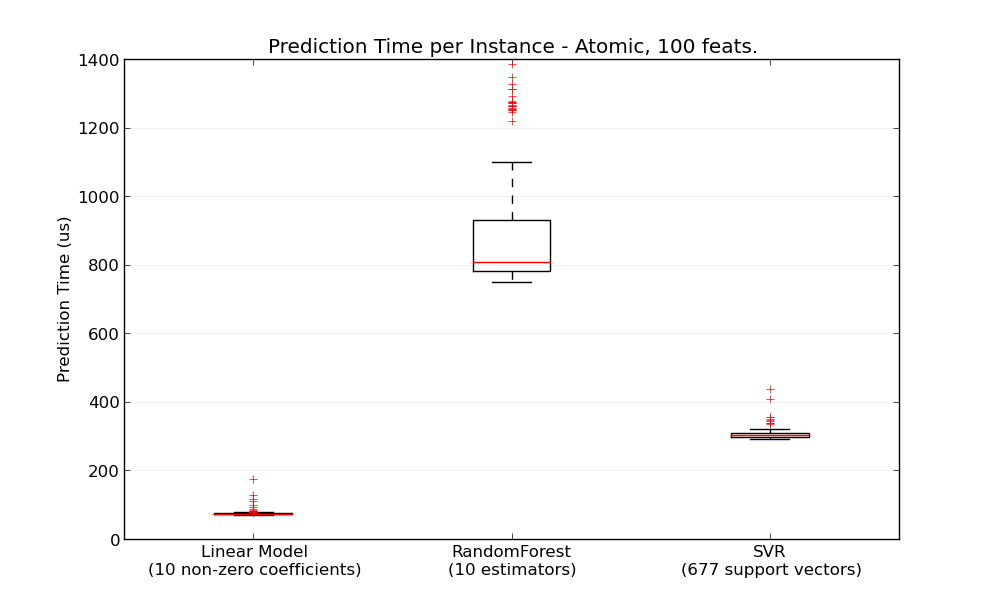 Prediction Time per Instance - Atomic, 100 feats.
1400
1200
1000
800
600
400
200
0
Prediction Time (us)
Linear Model
(10 non-zero coefficients)
RandomForest
(10 estimators)
SVR
(677 support vectors)